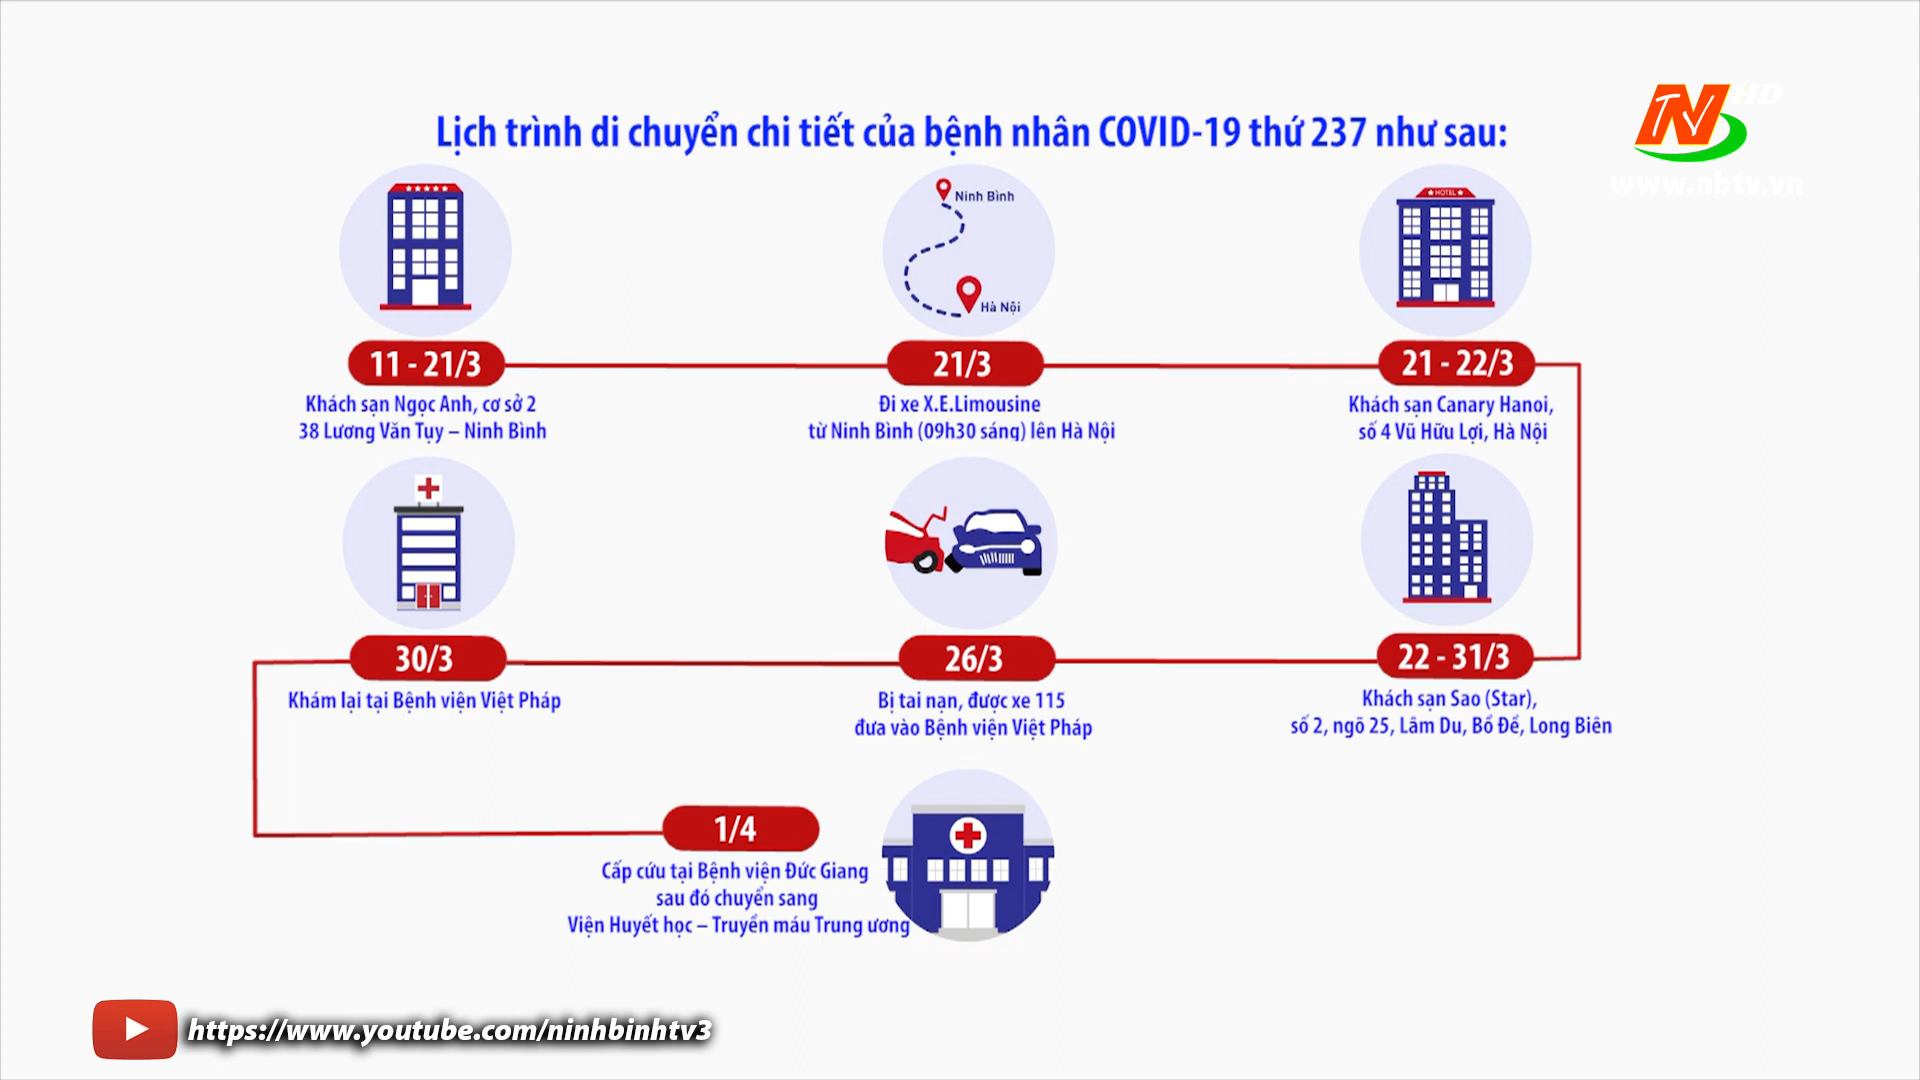 Lịch trình di chuyển chi tiết của bệnh nhân COVID-19 thứ 237 như sau:
NTV HD
www.nbtv.vn
Ninh Bình
Hà Nội
HOTEL
11 - 21/3
Khách sạn Ngọc Anh, cơ sở 2
38 Lương Văn Tụy – Ninh Bình
21/3
Đi xe X.E.Limousine
từ Ninh Bình (09h30 sáng) lên Hà Nội
21 - 22/3
Khách sạn Canary Hanoi,
số 4 Vũ Hữu Lợi, Hà Nội
22 - 31/3
Khách sạn Sao (Star),
số 2, ngõ 25, Lâm Du, Bồ Đề, Long Biên
26/3
Bị tai nạn, được xe 115
đưa vào Bệnh viện Việt Pháp
30/3
Khám lại tại Bệnh viện Việt Pháp
1/4
Cấp cứu tại Bệnh viện Đức Giang
sau đó chuyển sang
Viện Huyết học – Truyền máu Trung ương
https://www.youtube.com/ninhbinhtv3